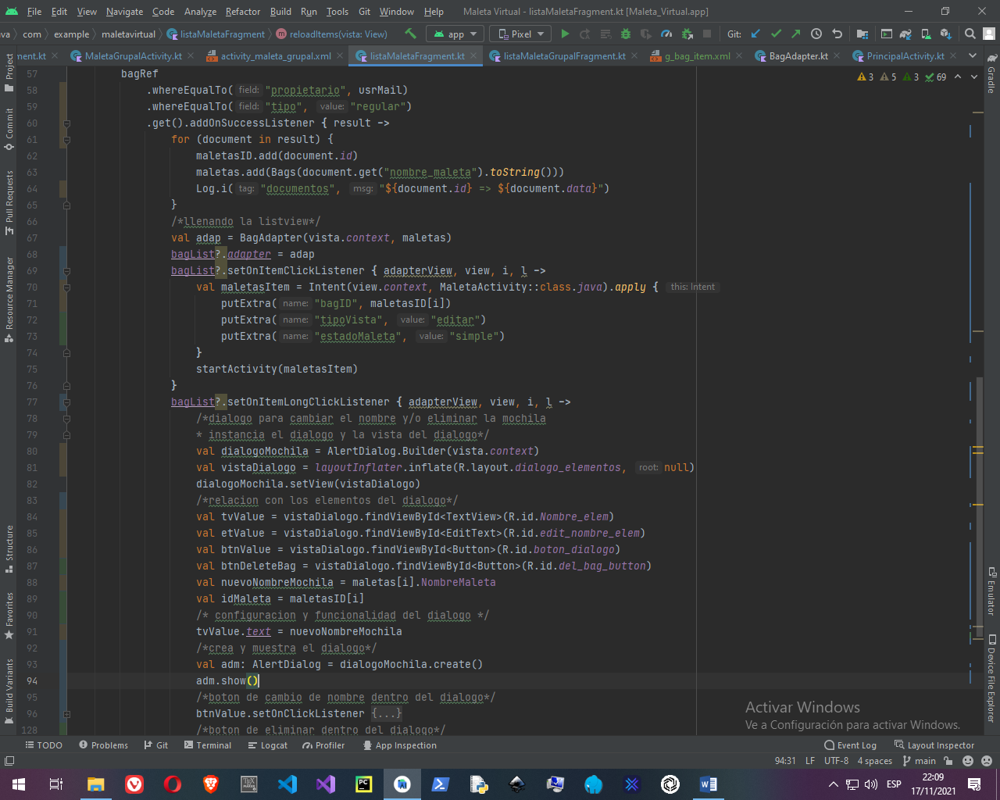 File Edit View Navigate Code Analyze Refactor Build Run Tools Git Window Help Maleta Virtual - listaMaletaFragment.kt [Maleta_Virtual.app]
va com example maletavirtual listaMaletaFragment reloadItems(vista: View) app Pixel Git:
ment.kt MaletaGrupalActivity.kt activity_maleta_grupal.xml listaMaletaFragment.kt listaMaletaGrupalFragment.kt g_bag_item.xml BagAdapter.kt PrincipalActivity.kt
3 5 3 69
57 bagRef
58 .whereEqualTo( field: "propietario", usrMail)
59 .whereEqualTo( field: "tipo", value: "regular")
60 .get().addOnSuccessListener { result ->
61 for (document in result) {
62 maletasID.add(document.id)
63 maletas.add(Bags(document.get("nombre_maleta").toString()))
64 Log.i( tag: "documentos", msg: "${document.id} => ${document.data}")
65 }
66 /*llenando la listview*/
67 val adap = BagAdapter(vista.context, maletas)
68 bagList?.adapter = adap
69 bagList?.setOnItemClickListener { adapterView, view, i, l ->
70 val maletasItem = Intent(view.context, MaletaActivity::class.java).apply { this: Intent
71 putExtra( name: "bagID", maletasID[i])
72 putExtra( name: "tipoVista", value: "editar")
73 putExtra( name: "estadoMaleta", value: "simple")
74 }
75 startActivity(maletasItem)
76 }
77 bagList?.setOnItemLongClickListener { adapterView, view, i, l ->
78 /*dialogo para cambiar el nombre y/o eliminar la mochila
79 * instancia el dialogo y la vista del dialogo*/
80 val dialogoMochila = AlertDialog.Builder(vista.context)
81 val vistaDialogo = layoutInflater.inflate(R.layout.dialogo_elementos, root: null)
82 dialogoMochila.setView(vistaDialogo)
83 /*relacion con los elementos del dialogo*/
84 val tvValue = vistaDialogo.findViewById<TextView>(R.id.Nombre_elem)
85 val etValue = vistaDialogo.findViewById<EditText>(R.id.edit_nombre_elem)
86 val btnValue = vistaDialogo.findViewById<Button>(R.id.boton_dialogo)
87 val btnDeleteBag = vistaDialogo.findViewById<Button>(R.id.del_bag_button)
88 val nuevoNombreMochila = maletas[i].NombreMaleta
89 val idMaleta = maletasID[i]
90 /* configuracion y funcionalidad del dialogo */
91 tvValue.text = nuevoNombreMochila
92 /*crea y muestra el dialogo*/
93 val adm: AlertDialog = dialogoMochila.create()
94 adm.show()
95 /*boton de cambio de nombre dentro del dialogo*/
96 btnValue.setOnClickListener {...}
128 /*boton de eliminar dentro del dialogo*/
Project
Commit
Pull Requests
Resource Manager
Structure
Favorites
Build Variants
Gradle
Emulator
Device File Explorer
Activar Windows
Ve a Configuración para activar Windows.
TODO Problems Git Terminal Logcat Profiler App Inspection Event Log Layout Inspector
94:31 LF UTF-8 4 spaces main
TEX MAKER PC ESP 22:09
17/11/2021